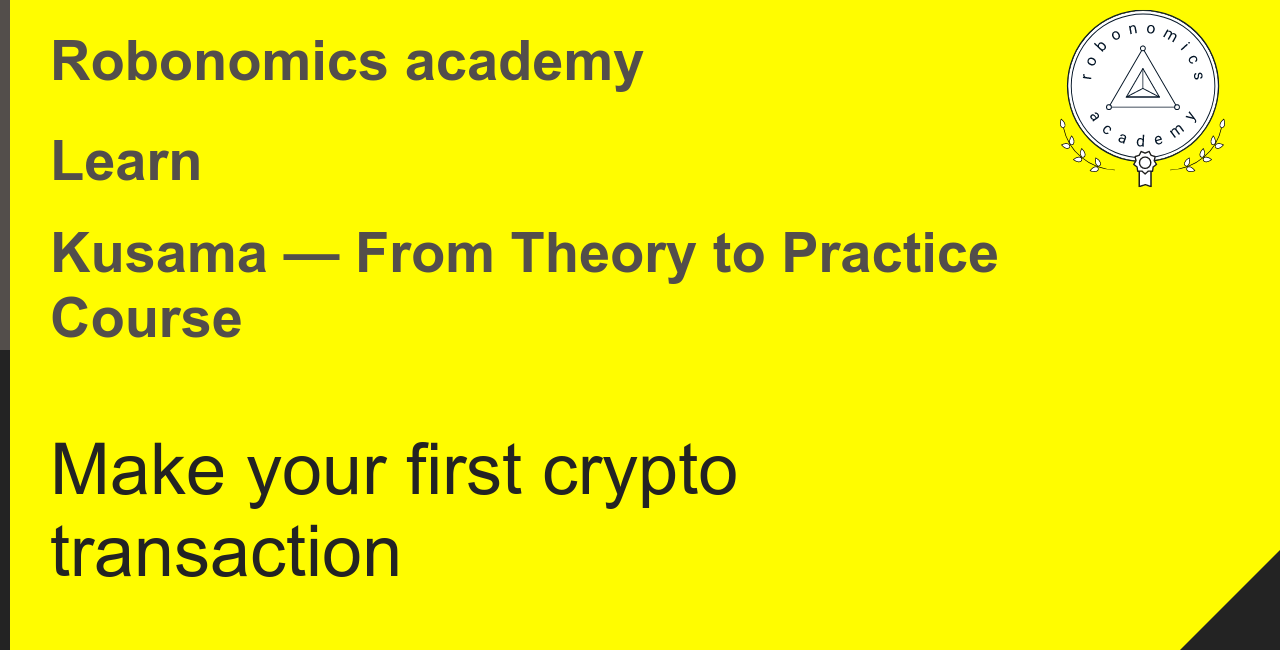 Robonomics academy
Learn
Kusama — From Theory to Practice
Course
Make your first crypto
transaction
robonomics
academy